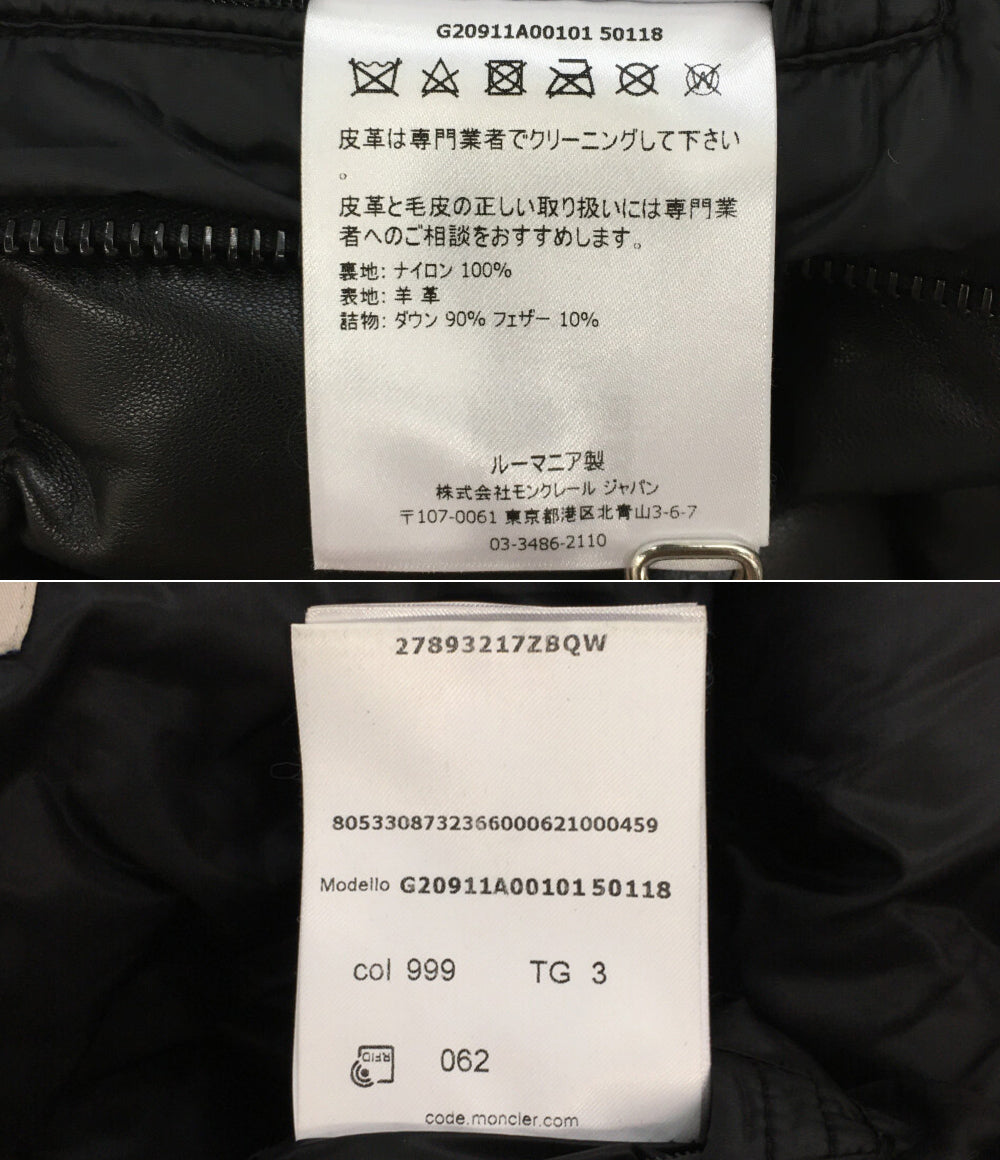 G20911A00101 50118
皮革は専門業者でクリーニングして下さい
。
皮革と毛皮の正しい取り扱いには専門業
者へのご相談をおすすめします。
裏地: ナイロン 100%
表地: 羊 革
詰物: ダウン 90% フェザー 10%
ルーマニア製
株式会社モンクレール ジャパン
〒107-0061 東京都港区北青山3-6-7
03-3486-2110
27893217ZBQW
8053308732366000621000459
Modello G20911A00101 50118
col 999 TG 3
RFID 062
code.moncler.com